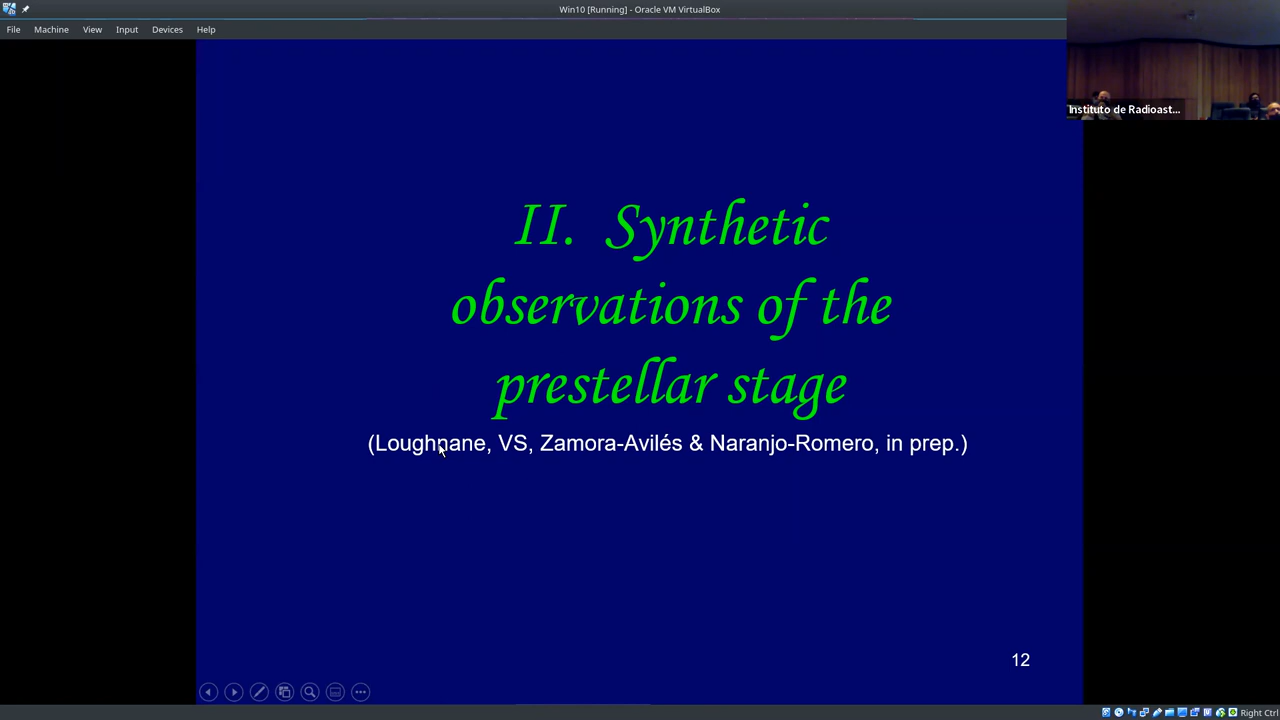 Win10 [Running] - Oracle VM VirtualBox
File Machine View Input Devices Help
Instituto de Radioast...
II. Synthetic
observations of the
prestellar stage
(Loughnane, VS, Zamora-Avilés & Naranjo-Romero, in prep.)
12
Right Ctrl